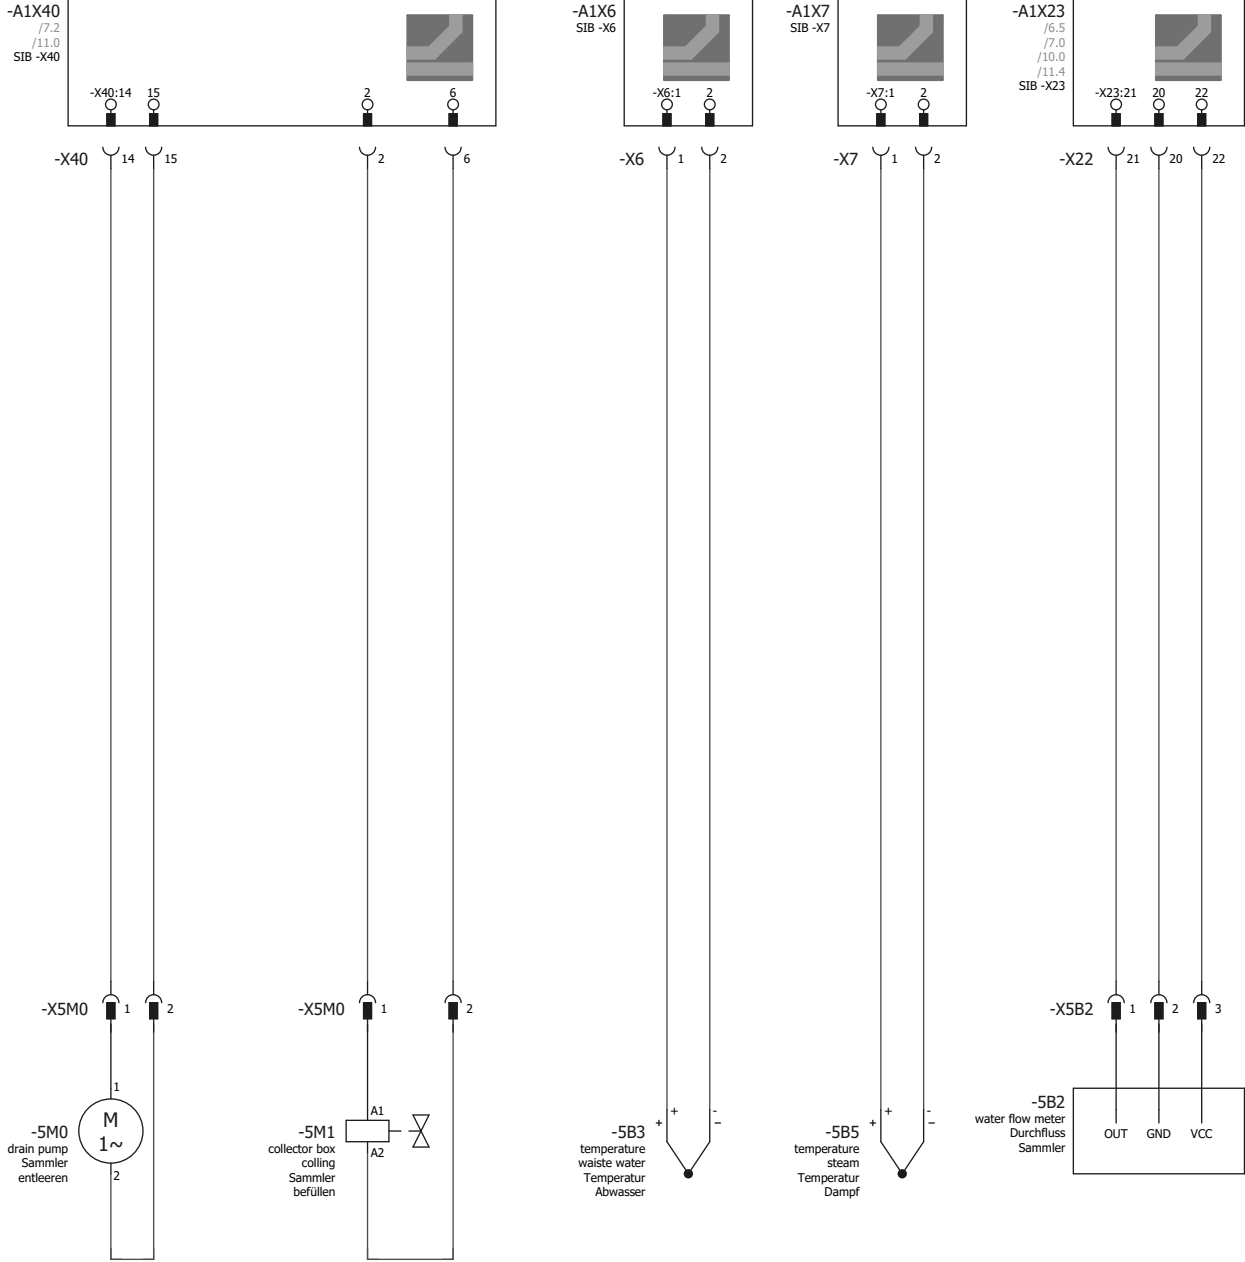 -A1X40
/7.2
/11.0
SIB -X40
-X40:14 15 2 6
-A1X6
SIB -X6
-X6:1 2
-A1X7
SIB -X7
-X7:1 2
-A1X23
/6.5
/7.0
/10.0
/11.4
SIB -X23
-X23:21 20 22
-X40 14 15 2 6
-X6 1 2
-X7 1 2
-X22 21 20 22
-X5M0 1 2
-X5M0 1 2
-X5B2 1 2 3
1
M
1~
2
-5M0
drain pump
Sammler
entleeren
A1
A2
-5M1
collector box
colling
Sammler
befüllen
+ -
+ −
-5B3
temperature
waiste water
Temperatur
Abwasser
+ -
+ −
-5B5
temperature
steam
Temperatur
Dampf
-5B2
water flow meter
Durchfluss
Sammler
OUT GND VCC